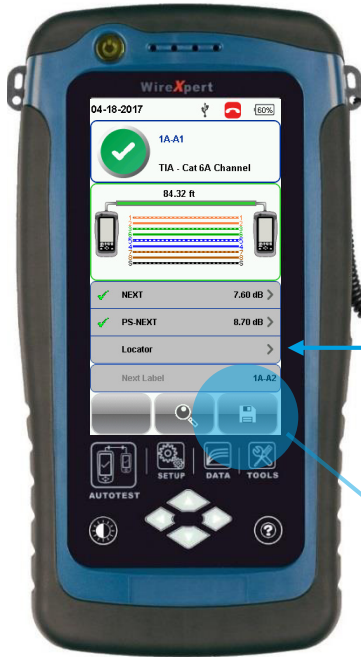 WireXpert
04-18-2017 60%
1A-A1
TIA - Cat 6A Channel
84.32 ft
NEXT 7.60 dB
PS-NEXT 8.70 dB
Locator
Next Label 1A-A2
AUTOTEST SETUP DATA TOOLS
?